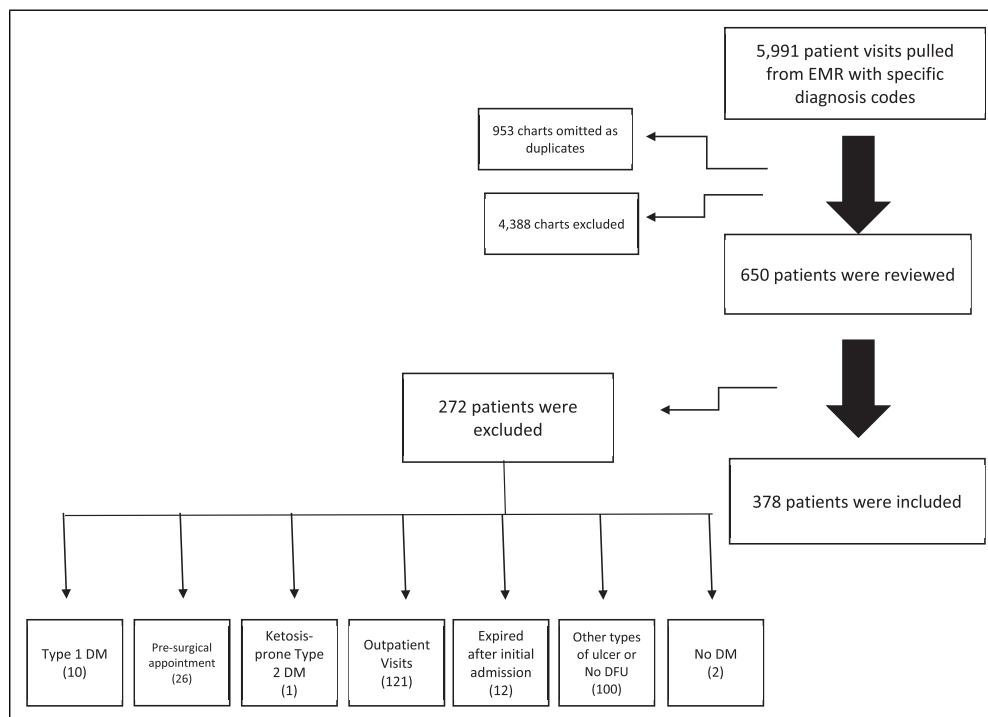 5,991 patient visits pulled
from EMR with specific
diagnosis codes
953 charts omitted as
duplicates
4,388 charts excluded
650 patients were reviewed
272 patients were
excluded
378 patients were included
Type 1 DM
(10)
Pre-surgical
appointment
(26)
Ketosis-
prone Type
2 DM
(1)
Outpatient
Visits
(121)
Expired
after initial
admission
(12)
Other types
of ulcer or
No DFU
(100)
No DM
(2)